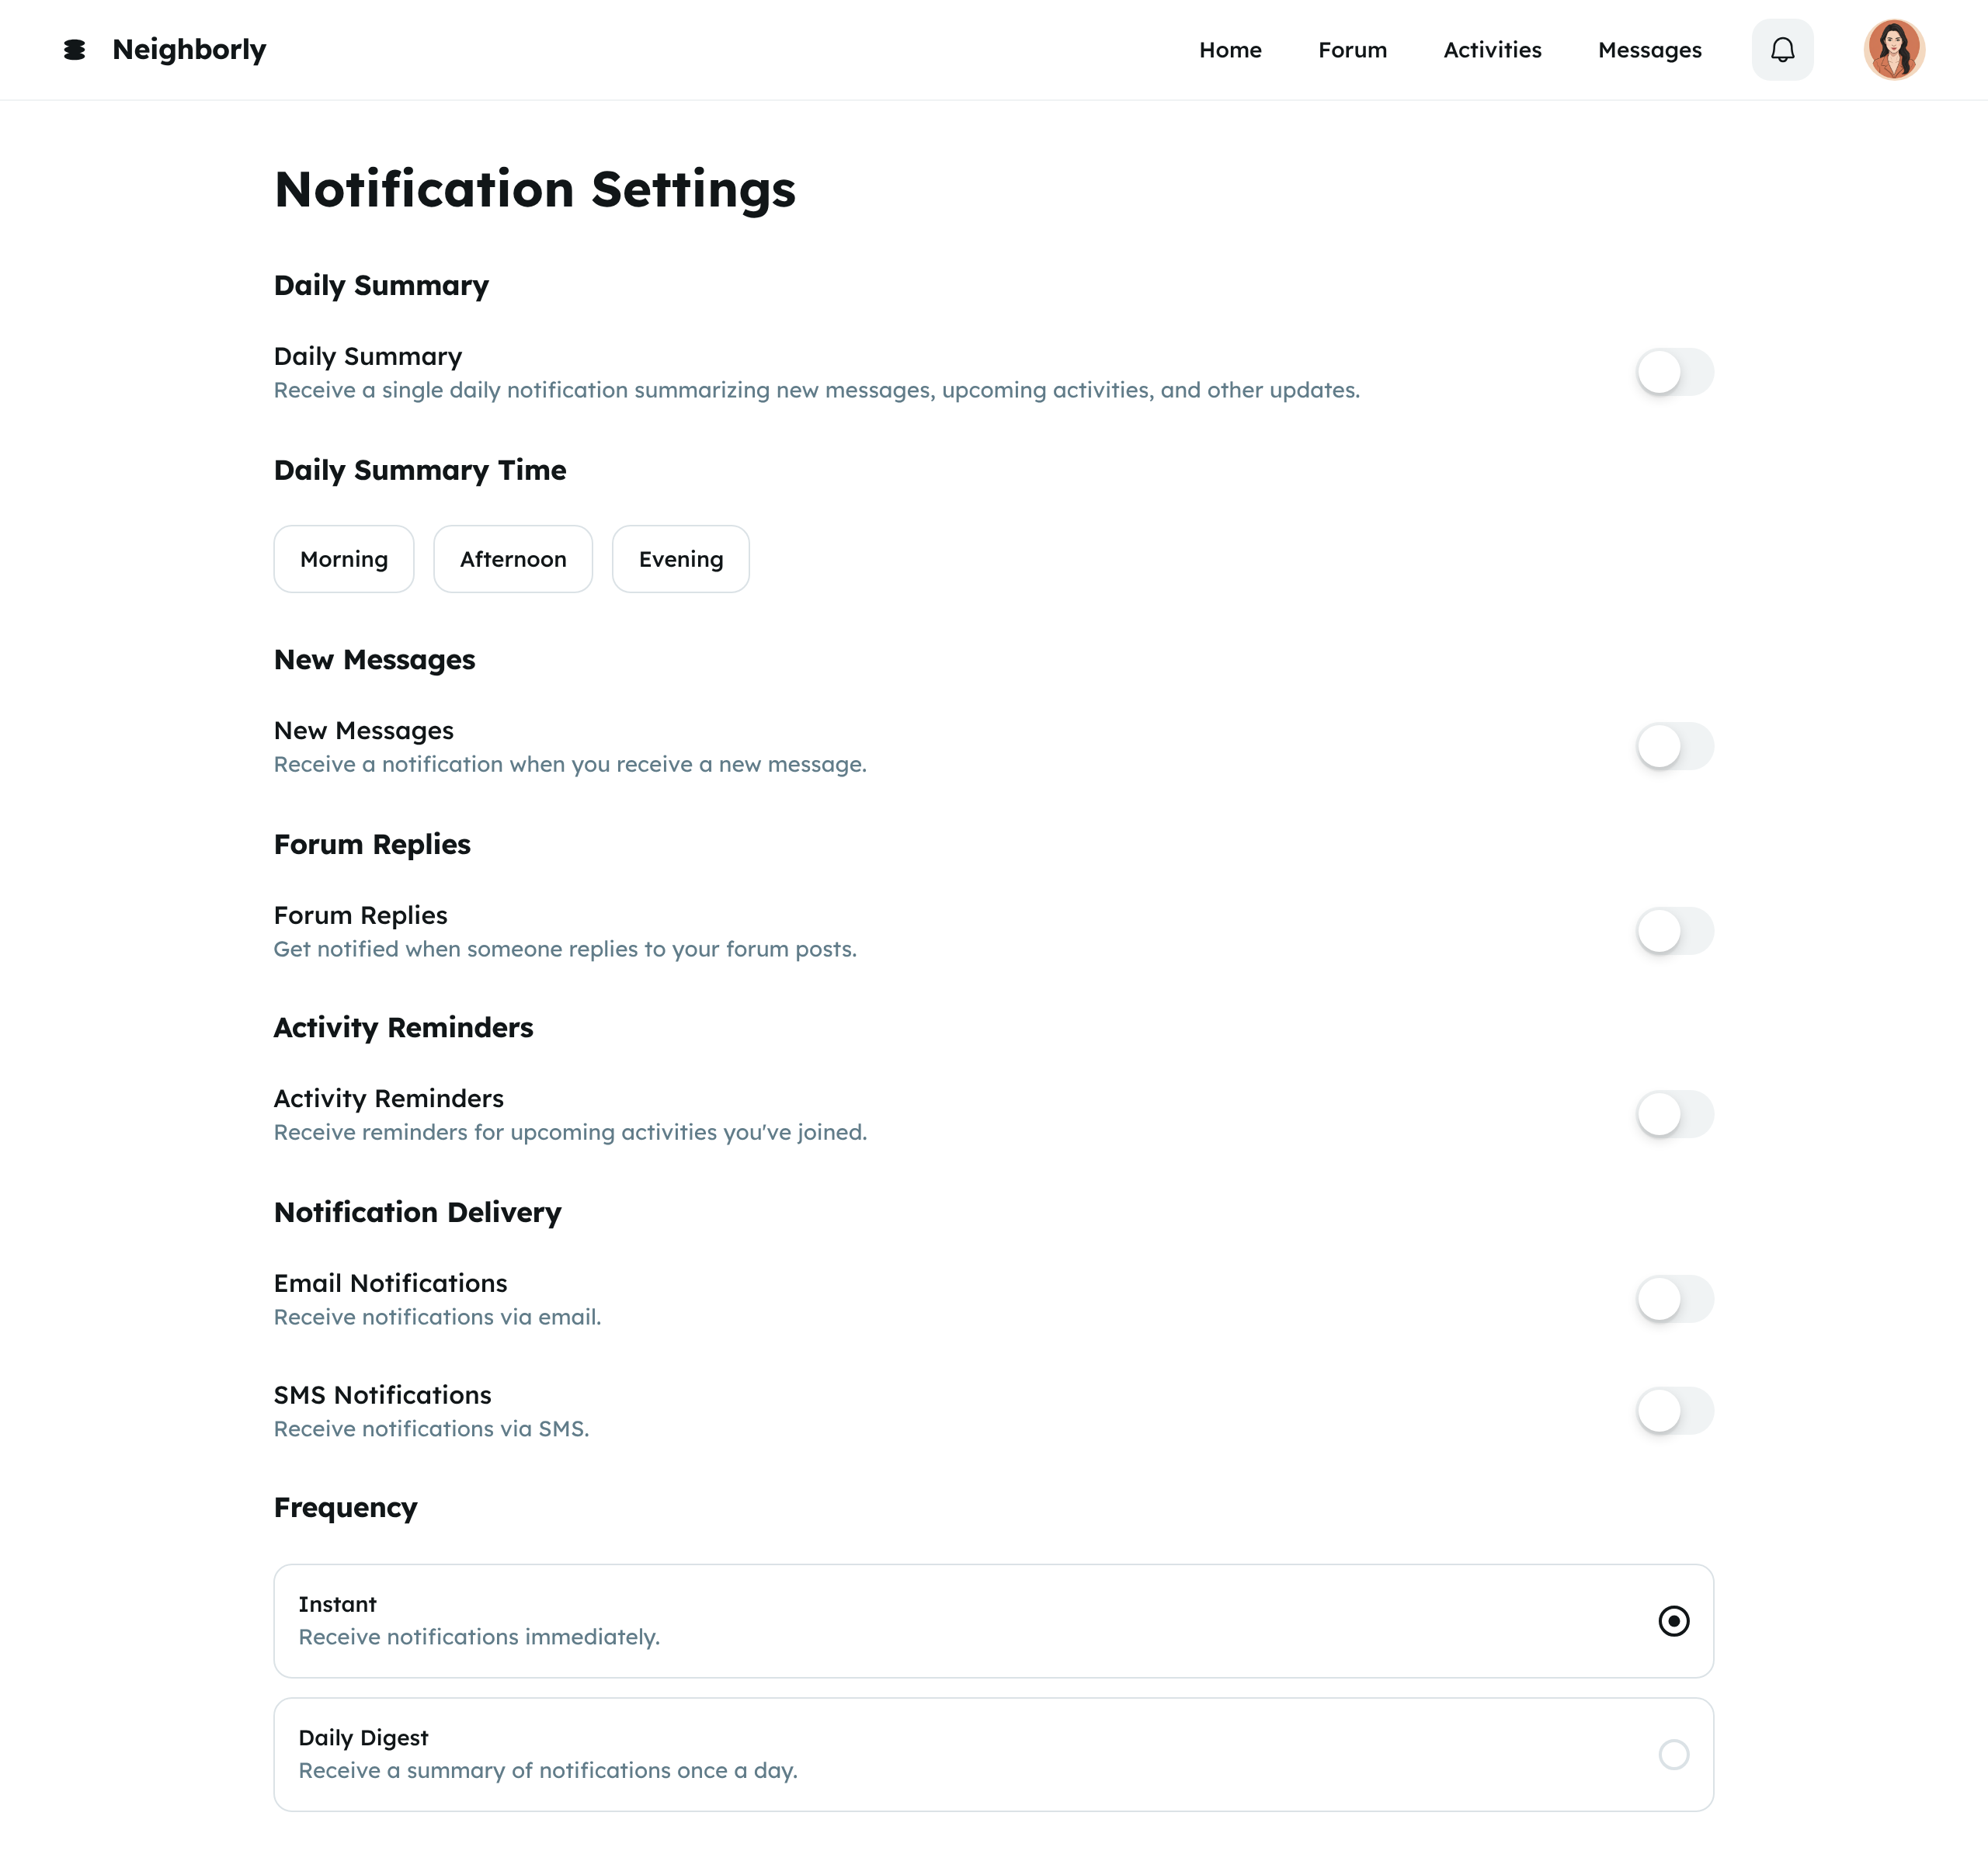 Neighborly
Home
Forum
Activities
Messages
Notification Settings
Daily Summary
Daily Summary
Receive a single daily notification summarizing new messages, upcoming activities, and other updates.
Daily Summary Time
Morning
Afternoon
Evening
New Messages
New Messages
Receive a notification when you receive a new message.
Forum Replies
Forum Replies
Get notified when someone replies to your forum posts.
Activity Reminders
Activity Reminders
Receive reminders for upcoming activities you've joined.
Notification Delivery
Email Notifications
Receive notifications via email.
SMS Notifications
Receive notifications via SMS.
Frequency
Instant
Receive notifications immediately.
Daily Digest
Receive a summary of notifications once a day.